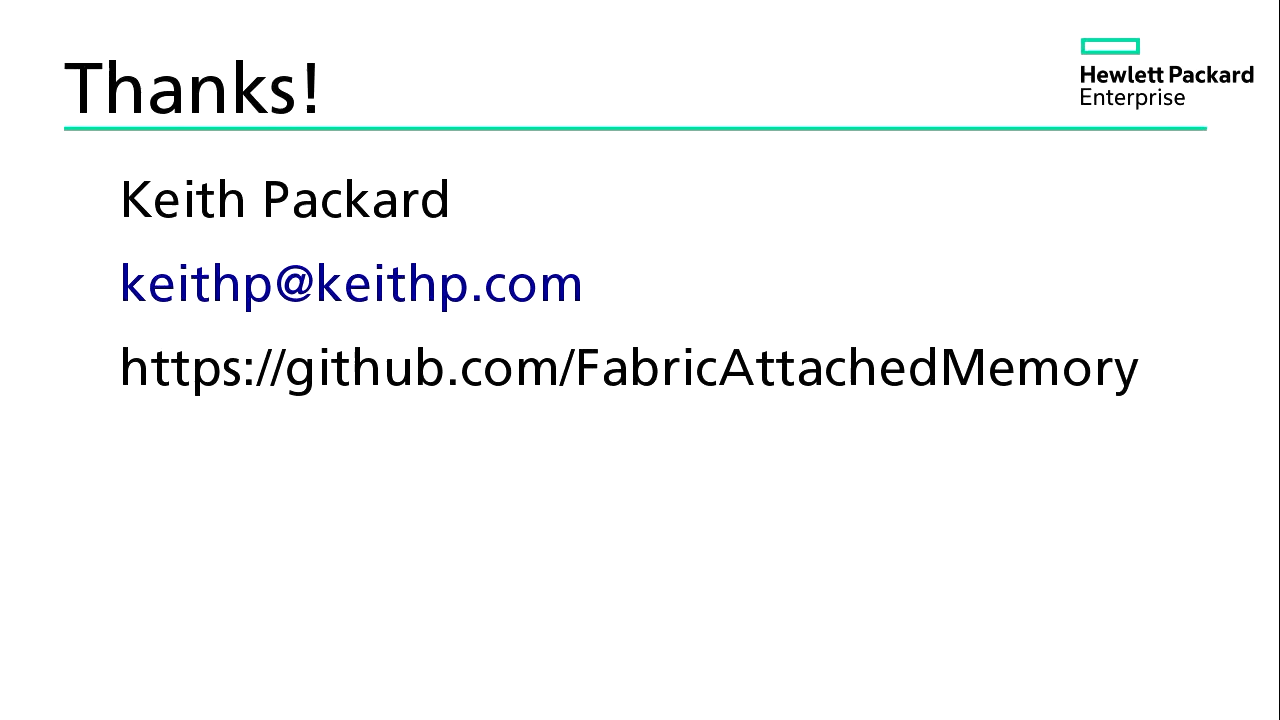 Thanks!
Hewlett Packard
Enterprise
Keith Packard
keithp@keithp.com
https://github.com/FabricAttachedMemory